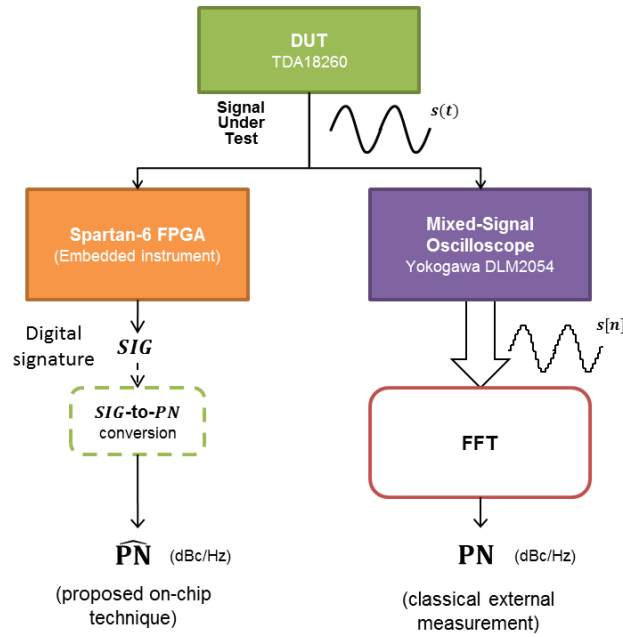 DUT
TDA18260
Signal
Under
Test
s(t)
Spartan-6 FPGA
(Embedded instrument)
Mixed-Signal
Oscilloscope
Yokogawa DLM2054
Digital
signature
SIG
s[n]
SIG-to-PN
conversion
FFT
P̂N̂ (dBc/Hz)
(proposed on-chip
technique)
PN (dBc/Hz)
(classical external
measurement)